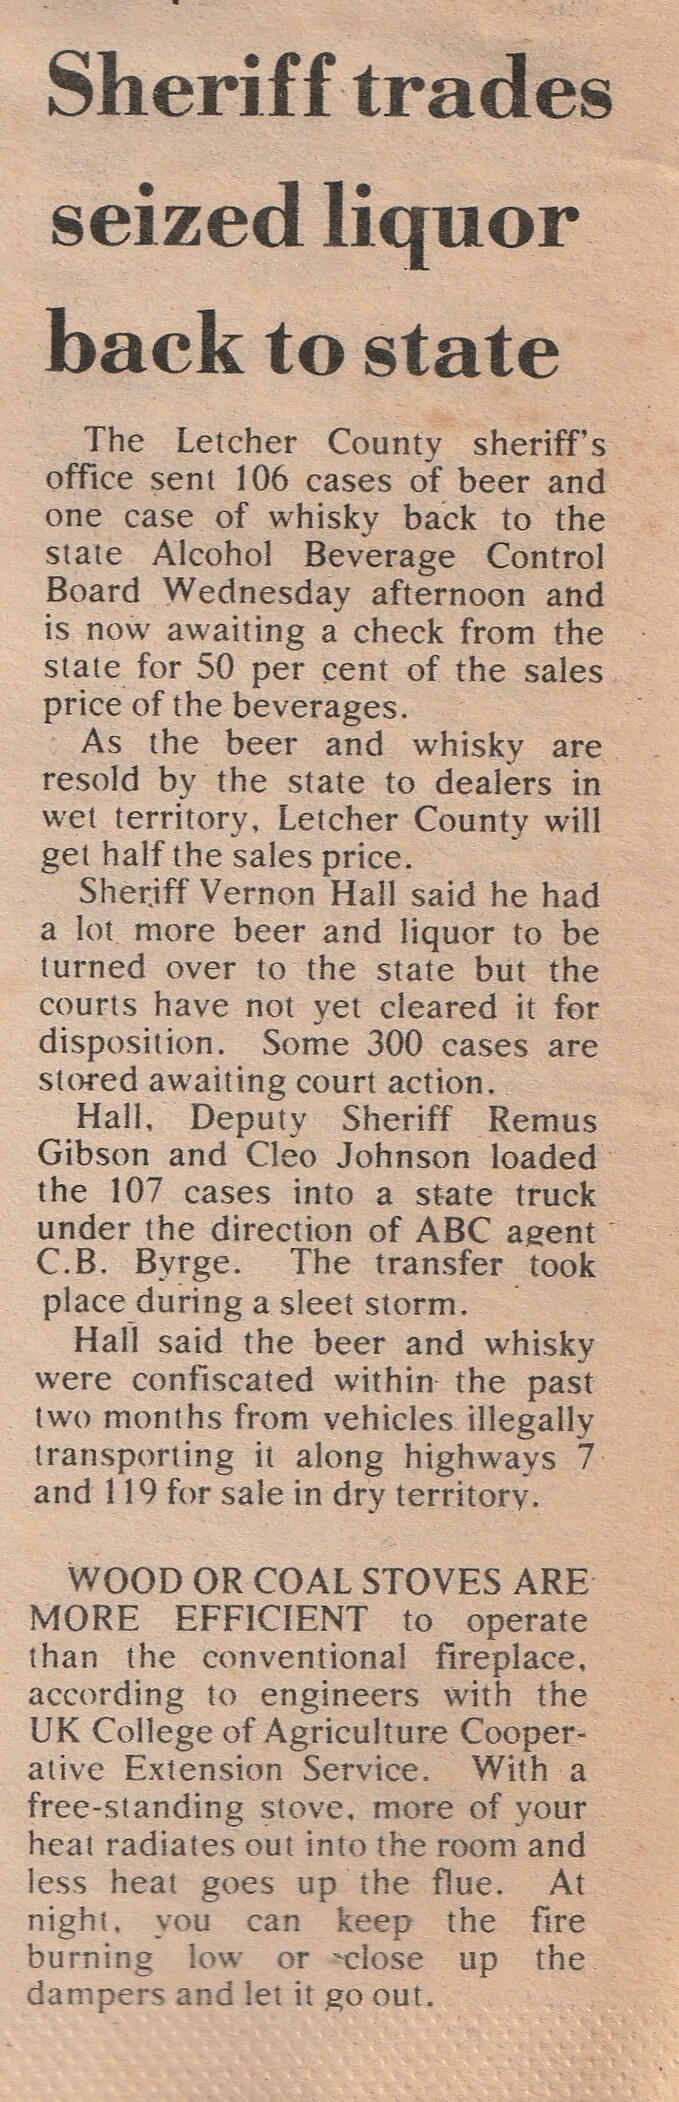 Sheriff trades
seized liquor
back to state
The Letcher County sheriff's
office sent 106 cases of beer and
one case of whisky back to the
state Alcohol Beverage Control
Board Wednesday afternoon and
is now awaiting a check from the
state for 50 per cent of the sales
price of the beverages.
As the beer and whisky are
resold by the state to dealers in
wet territory, Letcher County will
get half the sales price.
Sheriff Vernon Hall said he had
a lot more beer and liquor to be
turned over to the state but the
courts have not yet cleared it for
disposition. Some 300 cases are
stored awaiting court action.
Hall, Deputy Sheriff Remus
Gibson and Cleo Johnson loaded
the 107 cases into a state truck
under the direction of ABC agent
C.B. Byrge. The transfer took
place during a sleet storm.
Hall said the beer and whisky
were confiscated within the past
two months from vehicles illegally
transporting it along highways 7
and 119 for sale in dry territory.
WOOD OR COAL STOVES ARE
MORE EFFICIENT to operate
than the conventional fireplace,
according to engineers with the
UK College of Agriculture Cooper-
ative Extension Service. With a
free-standing stove, more of your
heat radiates out into the room and
less heat goes up the flue. At
night, you can keep the fire
burning low or close up the
dampers and let it go out.